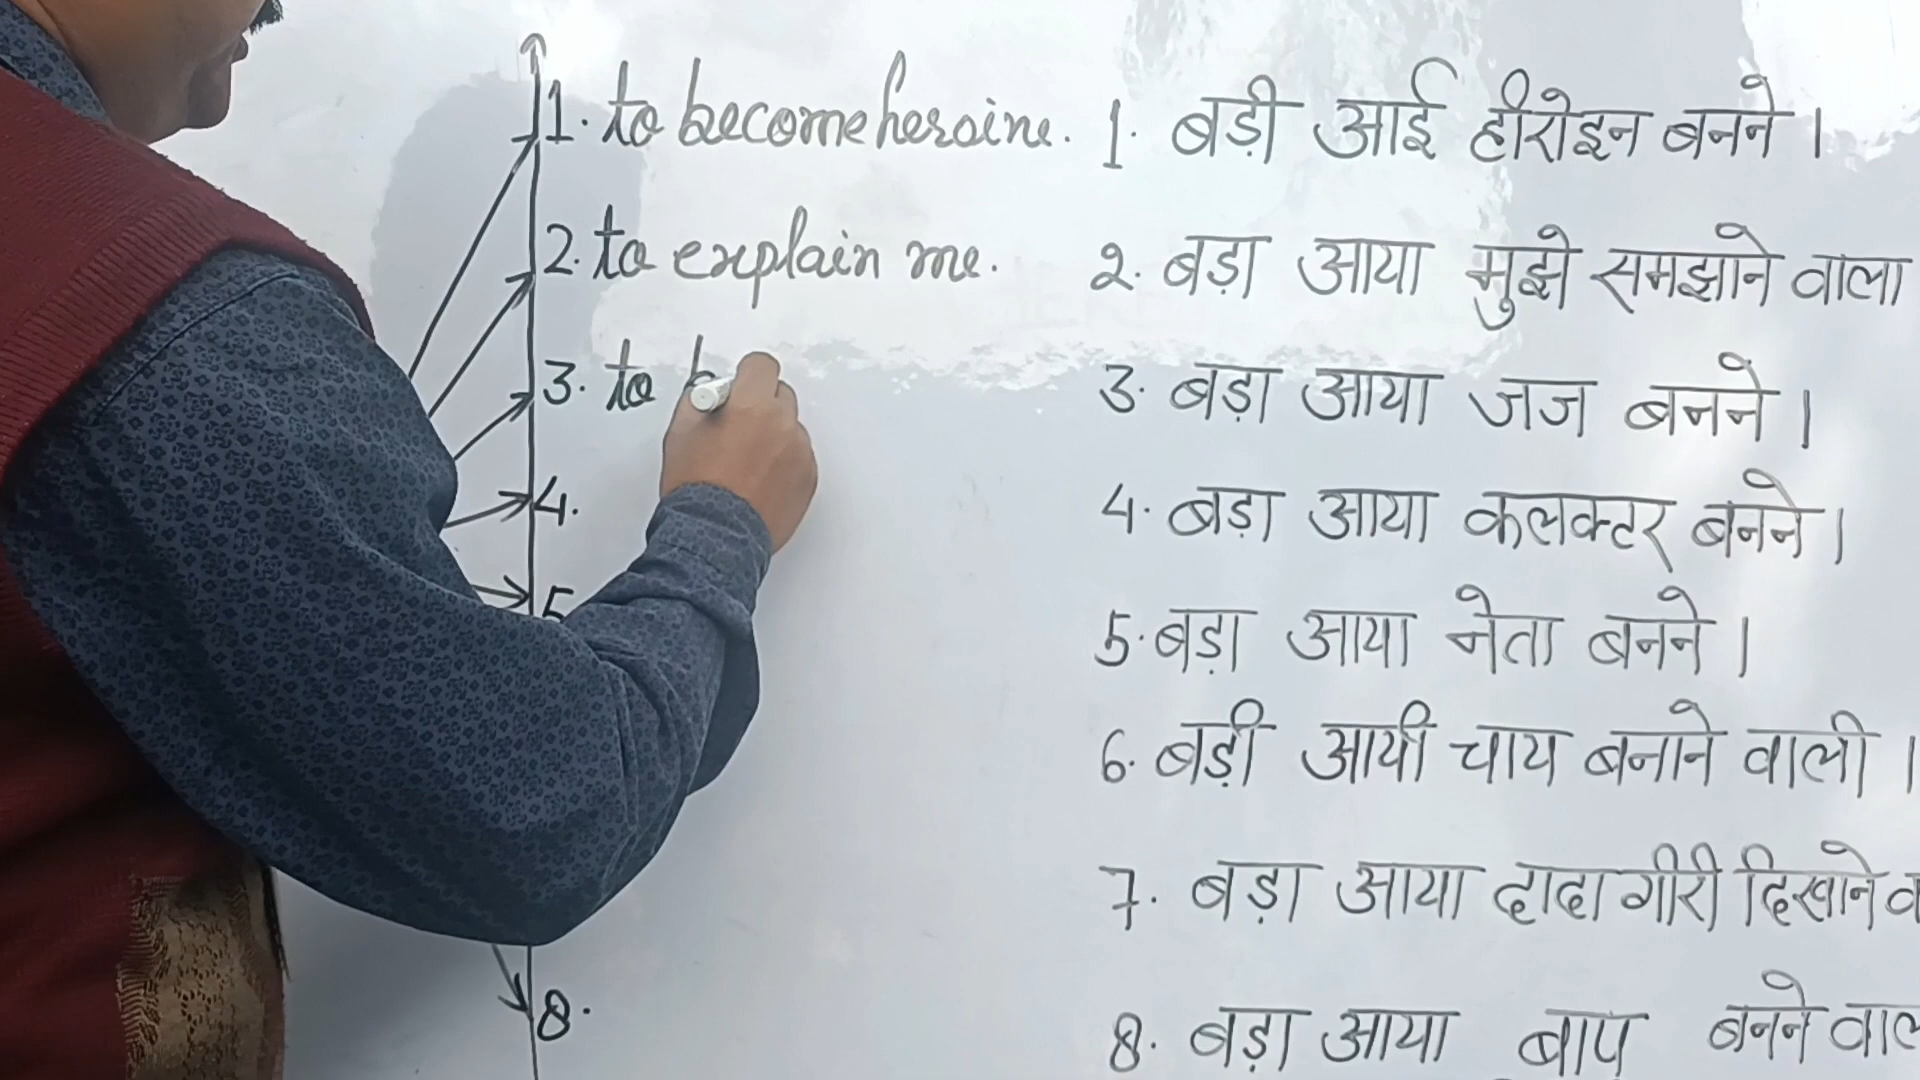 1. to become heroine. 1. बड़ी आई हीरोइन बनने।
2. to explain me. २. बड़ा आया मुझे समझाने वाला
3. to b 3. बड़ा आया जज बनने।
4. 4. बड़ा आया कलक्टर बनने।
5 5. बड़ा आया नेता बनने।
6. बड़ी आयी चाय बनाने वाली।
7. बड़ा आया दादागीरी दिखाने व
8. 8. बड़ा आया बाप बनने वाल